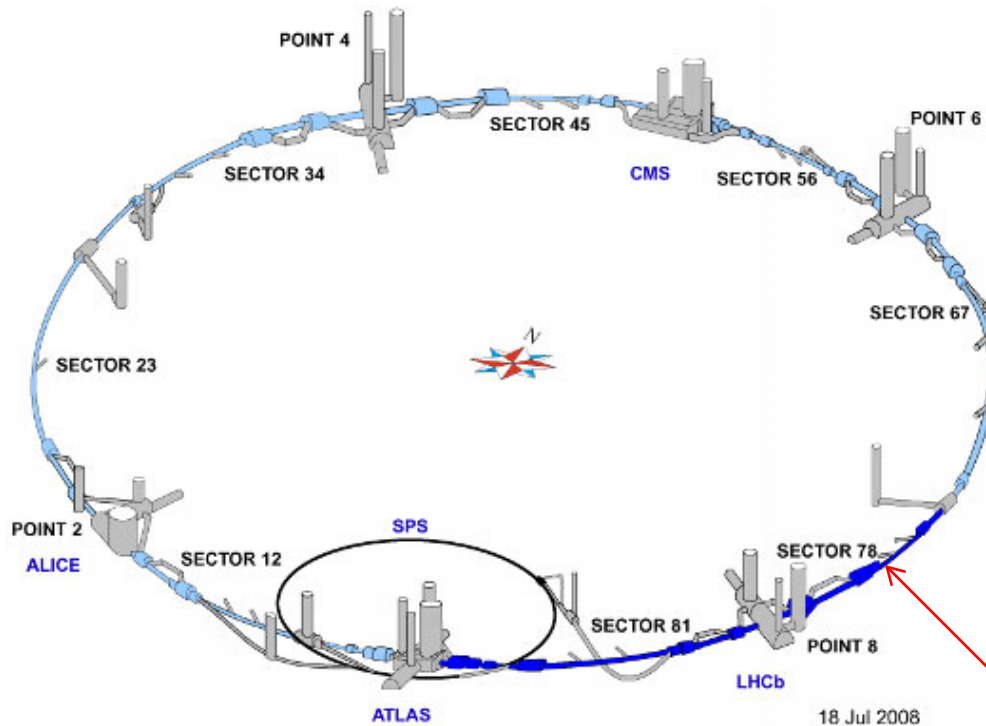 POINT 4
SECTOR 45
POINT 6
SECTOR 34
CMS
SECTOR 56
SECTOR 67
N
SECTOR 23
POINT 2
ALICE
SECTOR 12
SPS
SECTOR 78
SECTOR 81
POINT 8
LHCb
ATLAS
18 Jul 2008